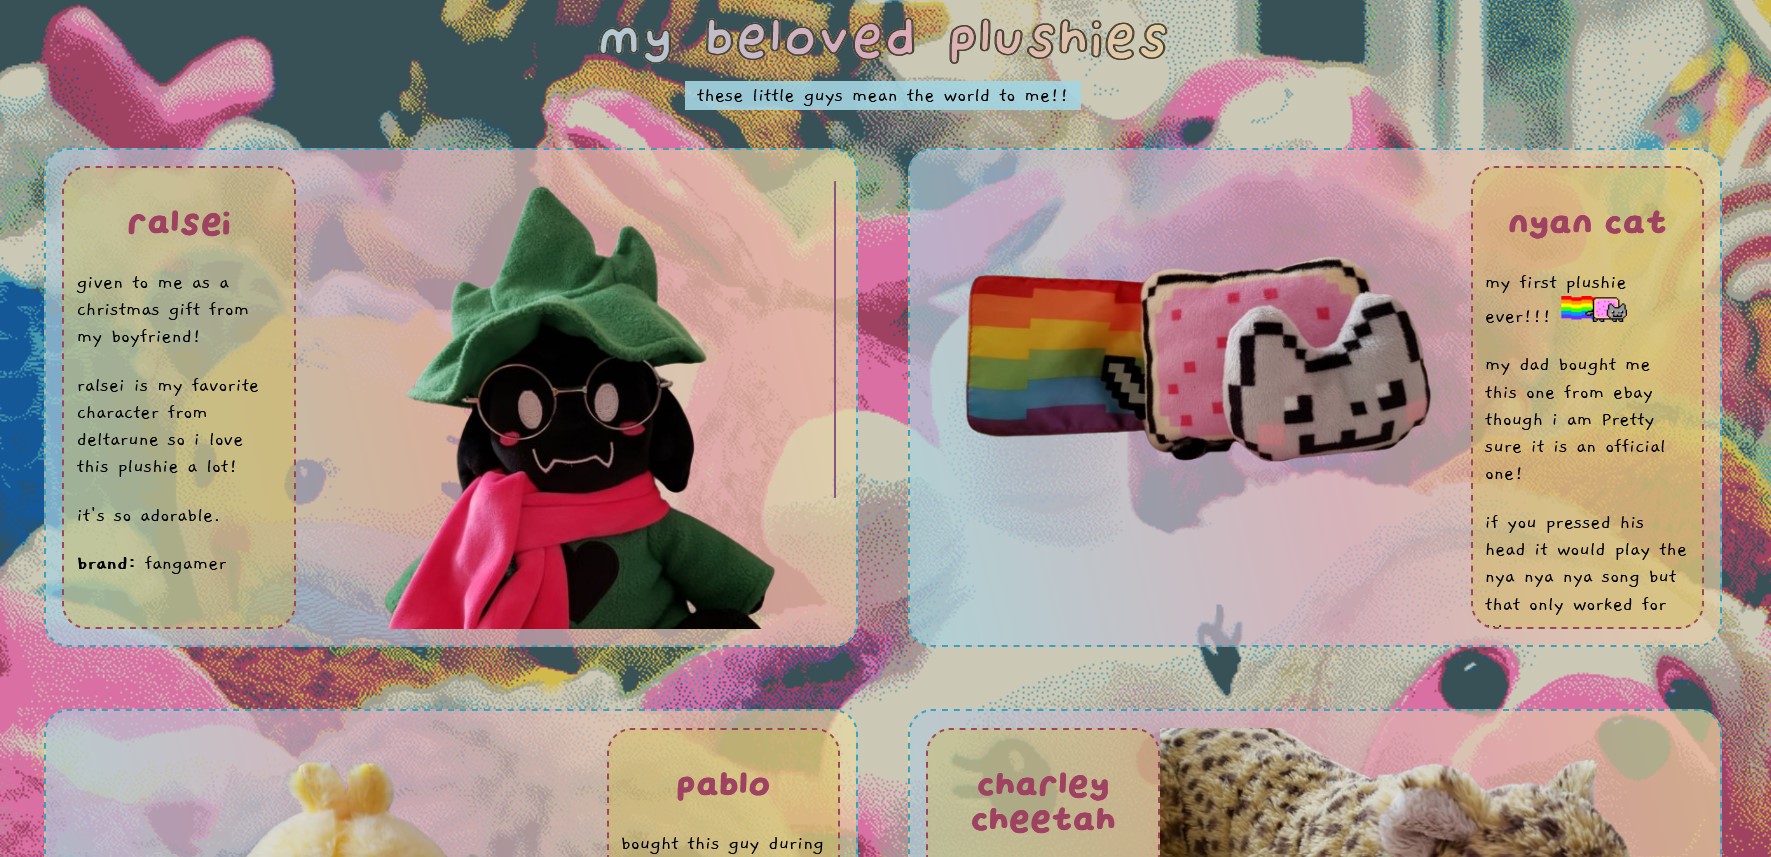 my beloved plushies
these little guys mean the world to me!!
ralsei
given to me as a
christmas gift from
my boyfriend!
ralsei is my favorite
character from
deltarune so i love
this plushie a lot!
it's so adorable.
brand: fangamer
nyan cat
my first plushie
ever!!!
my dad bought me
this one from ebay
though i am Pretty
sure it is an official
one!
if you pressed his
head it would play the
nya nya nya song but
that only worked for
pablo
bought this guy during
charley
cheetah